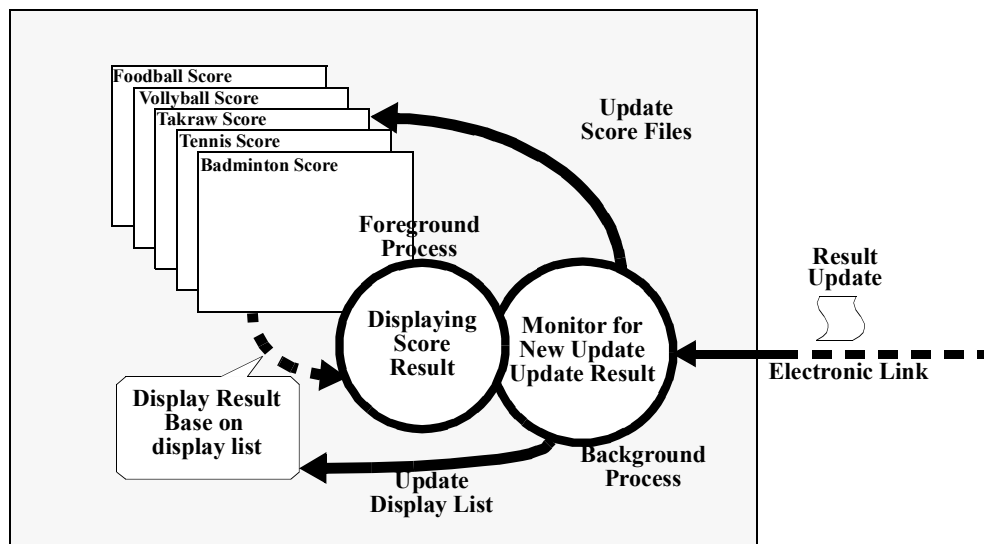 Foodball Score
Vollyball Score
Takraw Score
Tennis Score
Badminton Score
Update
Score Files
Foreground
Process
Result
Update
Displaying
Score
Result
Monitor for
New Update
Update Result
Electronic Link
Display Result
Base on
display list
Background
Process
Update
Display List